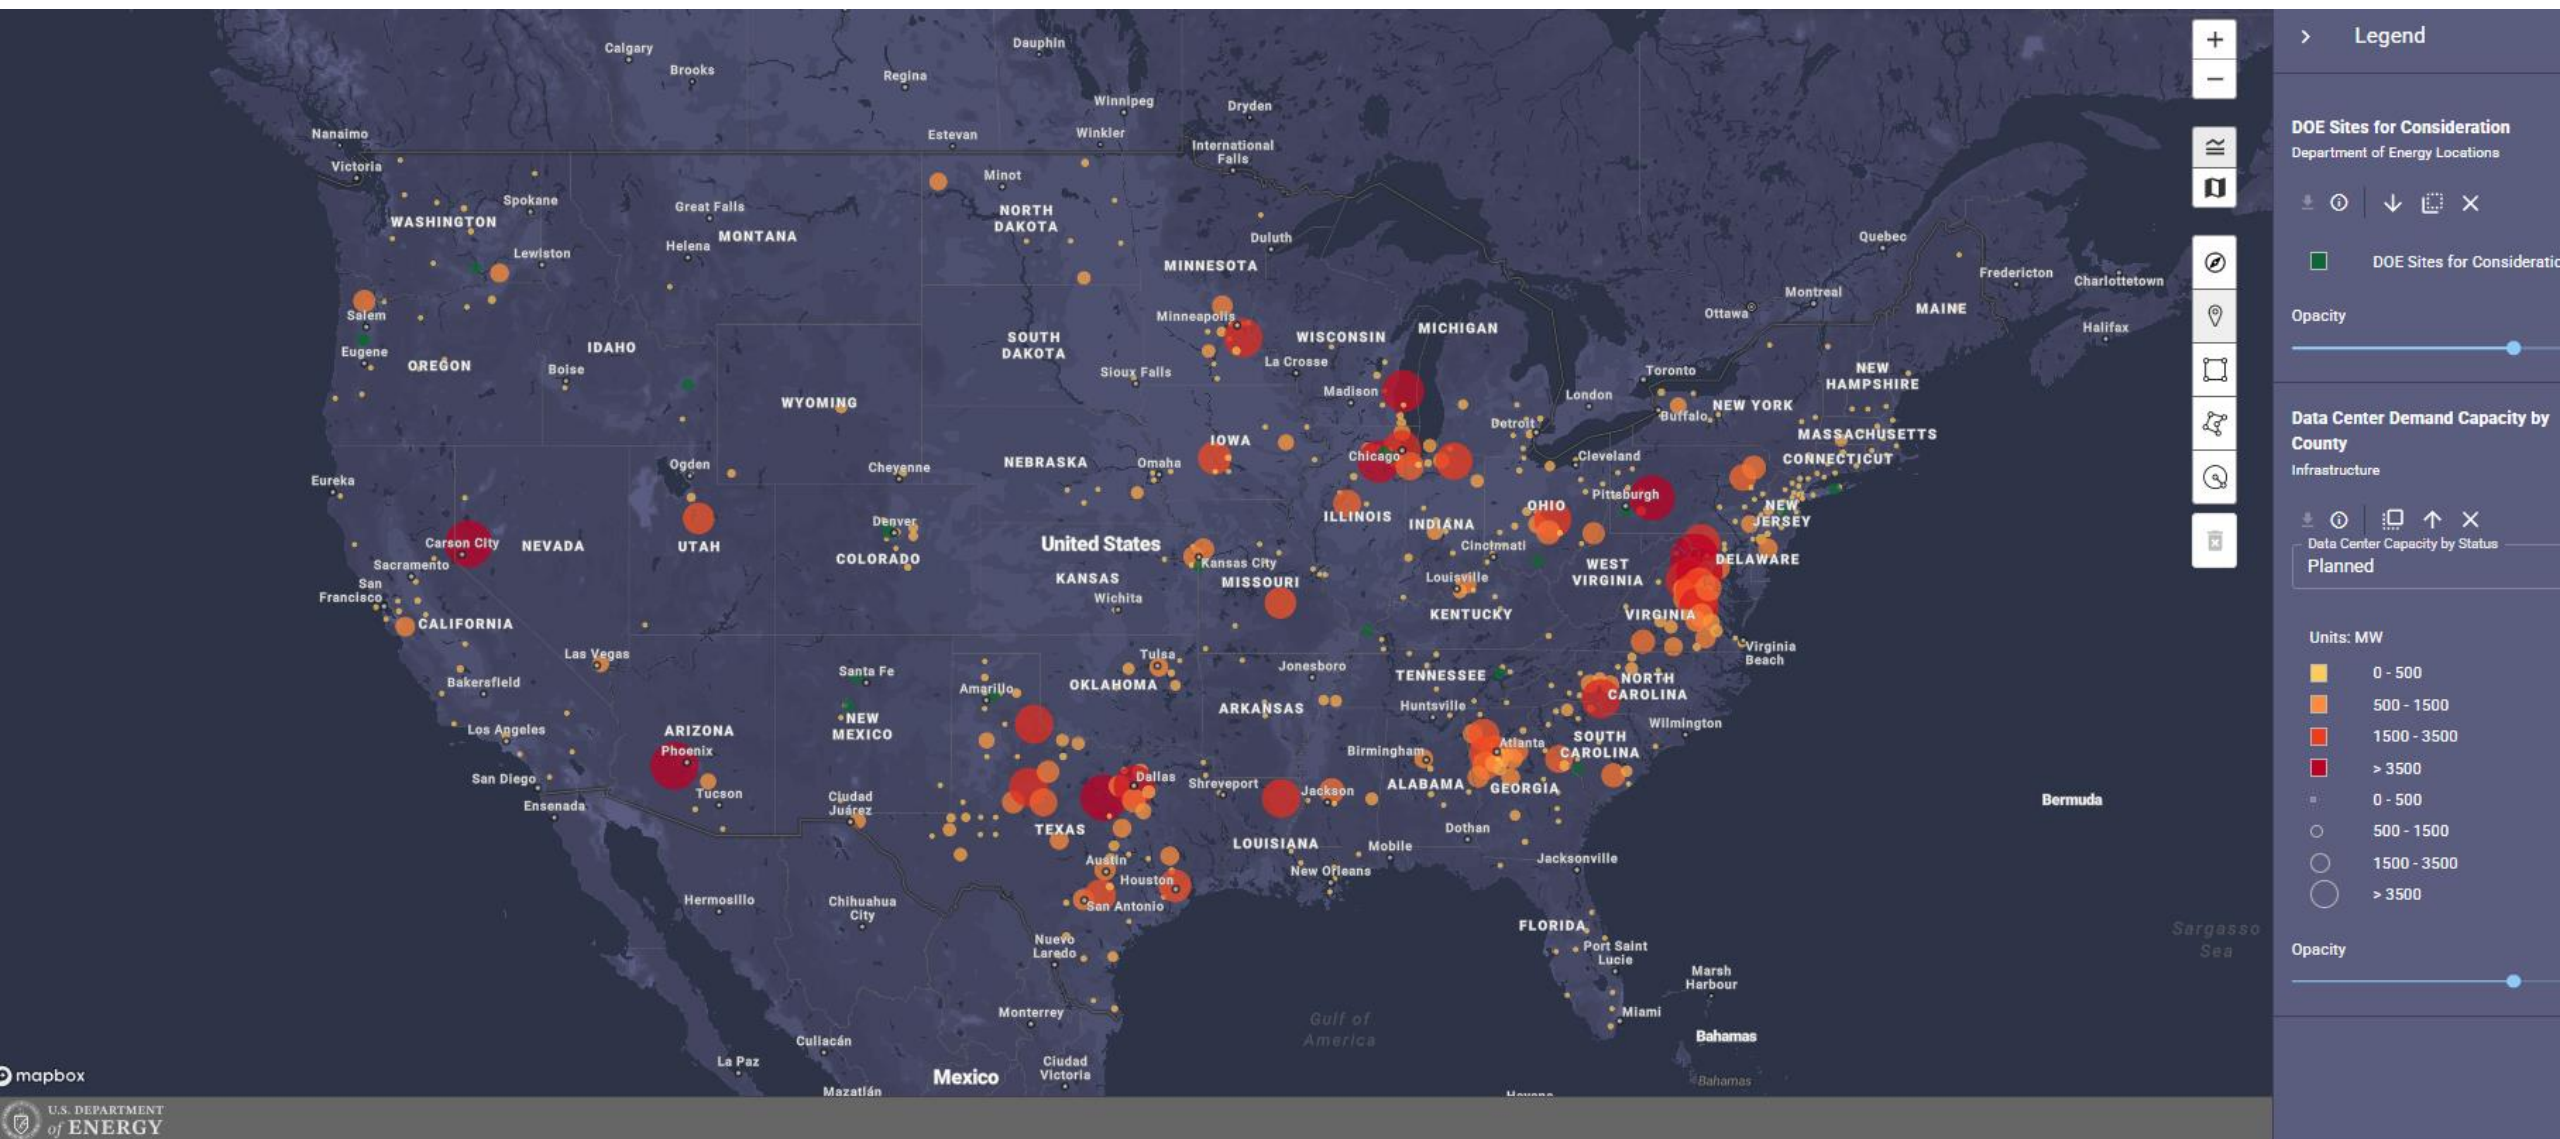 Calgary
Dauphin
Brooks
Regina
Winnipeg
Dryden
Nanaimo
Estevan
Winkler
International
Falls
Victoria
Minot
Spokane
Great Falls
NORTH
DAKOTA
WASHINGTON
MONTANA
Helena
Duluth
Quebec
Lewiston
MINNESOTA
Fredericton
Charlottetown
Montreal
Salem
Minneapolis
Ottawa
MAINE
Halifax
SOUTH
DAKOTA
WISCONSIN
MICHIGAN
Eugene
OREGON
IDAHO
Boise
La Crosse
Sioux Falls
Toronto
NEW
HAMPSHIRE
Madison
London
WYOMING
Buffalo
NEW YORK
Detroit
IOWA
MASSACHUSETTS
Ogden
Cheyenne
NEBRASKA
Omaha
Chicago
Cleveland
CONNECTICUT
Eureka
Pittsburgh
OHIO
NEW
JERSEY
ILLINOIS
INDIANA
Denver
Carson City
NEVADA
UTAH
COLORADO
United States
Cincinnati
Sacramento
San
Francisco
KANSAS
Wichita
Kansas City
MISSOURI
Louisville
WEST
VIRGINIA
DELAWARE
CALIFORNIA
KENTUCKY
VIRGINIA
Las Vegas
Tulsa
Jonesboro
Virginia
Beach
Bakersfield
Santa Fe
Amarillo
OKLAHOMA
TENNESSEE
NORTH
CAROLINA
ARKANSAS
Huntsville
Los Angeles
ARIZONA
Phoenix
NEW
MEXICO
Wilmington
Birmingham
Atlanta
SOUTH
CAROLINA
San Diego
Tucson
Dallas
Shreveport
Jackson
ALABAMA
GEORGIA
Ensenada
Ciudad
Juárez
Bermuda
TEXAS
LOUISIANA
Mobile
Dothan
Austin
Houston
New Orleans
Jacksonville
Hermosillo
Chihuahua
City
San Antonio
FLORIDA
Nuevo
Laredo
Port Saint
Lucie
Sargasso
Sea
Marsh
Harbour
Monterrey
Miami
Gulf of
America
Culiacán
Bahamas
La Paz
Mexico
Ciudad
Victoria
Bahamas
Mazatlán
mapbox
U.S. DEPARTMENT
of ENERGY
Legend
DOE Sites for Consideration
Department of Energy Locations
DOE Sites for Consideratio
Opacity
Data Center Demand Capacity by
County
Infrastructure
Data Center Capacity by Status
Planned
Units: MW
0 - 500
500 - 1500
1500 - 3500
> 3500
0 - 500
500 - 1500
1500 - 3500
> 3500
Opacity